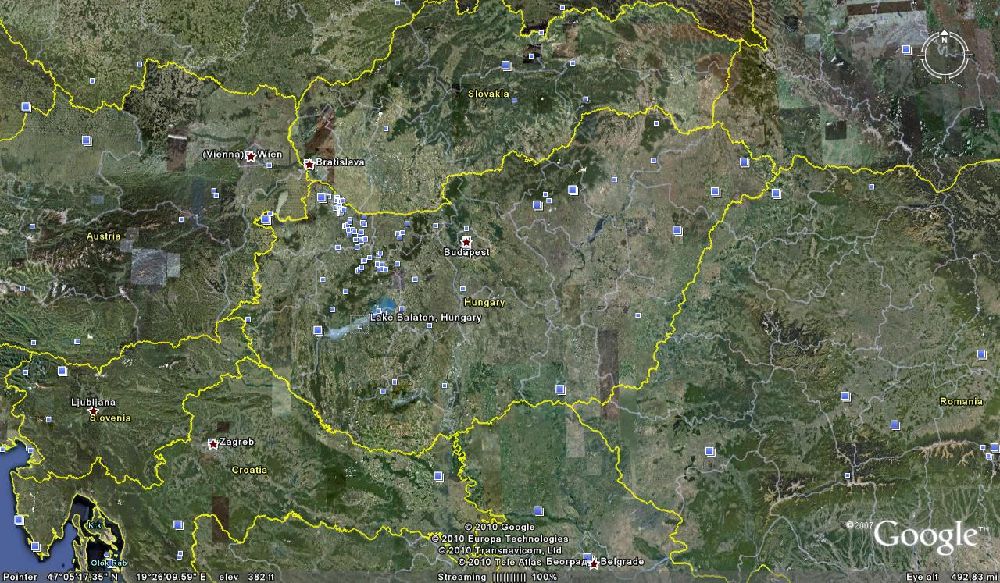 N
Slovakia
(Vienna) Wien
Bratislava
Austria
Budapest
Hungary
Lake Balaton, Hungary
Ljubljana
Slovenia
Romania
Zagreb
Croatia
Krk
Otok Rab
© 2010 Google
© 2010 Europa Technologies
© 2010 Transnavicom, Ltd
© 2010 Tele Atlas
Београд Belgrade
©2007 Google™
Pointer 47°05'17.35" N 19°26'09.59" E elev 382 ft Streaming ||||||||| 100% Eye alt 492.83 mi